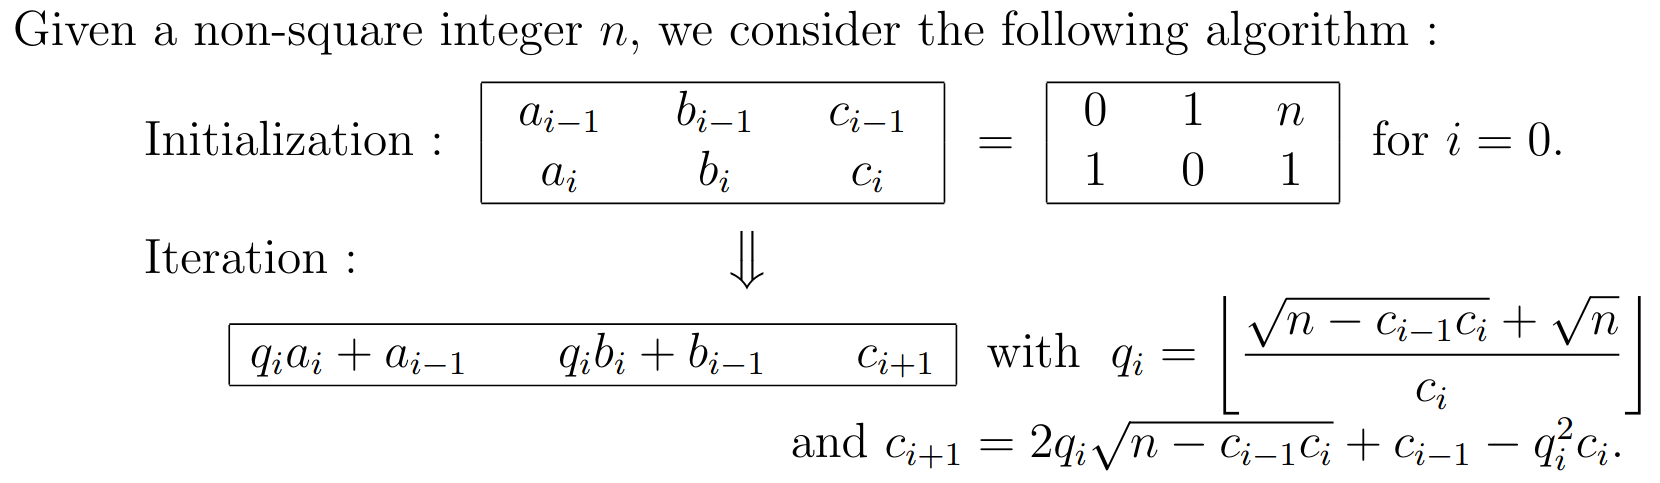 Given a non-square integer n, we consider the following algorithm :
Initialization : a_{i−1} b_{i−1} c_{i−1} = 0 1 n for i = 0.
a_i b_i c_i 1 0 1
Iteration : ⇓
q_i a_i + a_{i−1} q_i b_i + b_{i−1} c_{i+1} with q_i = ⌊(√(n − c_{i−1}c_i) + √n) / c_i⌋
and c_{i+1} = 2q_i√(n − c_{i−1}c_i) + c_{i−1} − q_i^2 c_i.